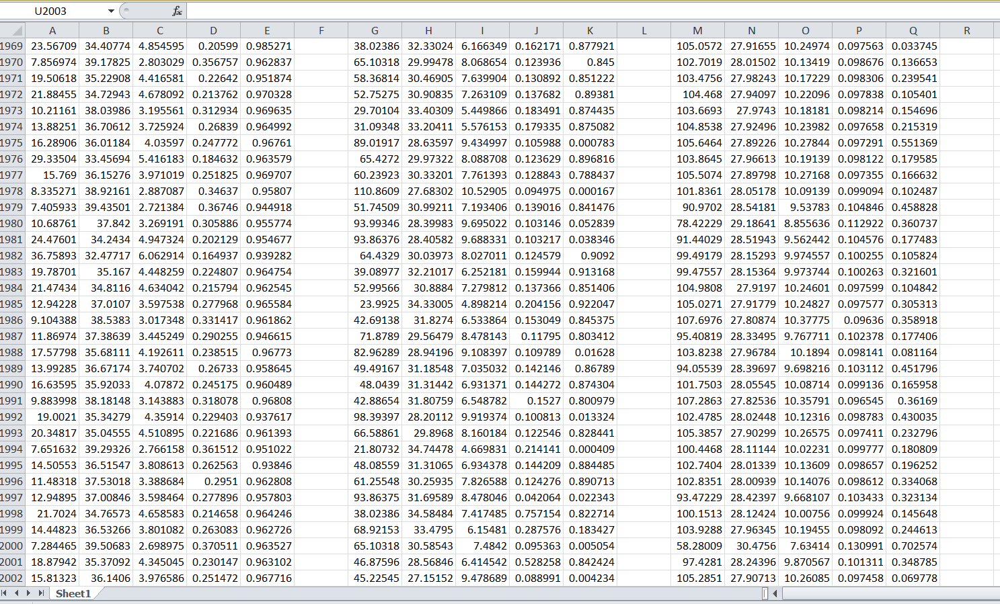 U2003 fx
A B C D E F G H I J K L M N O P Q R
1969 23.56709 34.40774 4.854595 0.20599 0.985271 38.02386 32.33024 6.166349 0.162171 0.877921 105.0572 27.91655 10.24974 0.097563 0.033745
1970 7.856974 39.17825 2.803029 0.356757 0.962837 65.10318 29.99478 8.068654 0.123936 0.845 102.7019 28.01502 10.13419 0.098676 0.136653
1971 19.50618 35.22908 4.416581 0.22642 0.951874 58.36814 30.46905 7.639904 0.130892 0.851222 103.4756 27.98243 10.17229 0.098306 0.239541
1972 21.88455 34.72943 4.678092 0.213762 0.970328 52.75275 30.90835 7.263109 0.137682 0.89381 104.468 27.94097 10.22096 0.097838 0.105401
1973 10.21161 38.03986 3.195561 0.312934 0.969635 29.70104 33.40309 5.449866 0.183491 0.874435 103.6693 27.9743 10.18181 0.098214 0.154696
1974 13.88251 36.70612 3.725924 0.26839 0.964992 31.09348 33.20411 5.576153 0.179335 0.875082 104.8538 27.92496 10.23982 0.097658 0.215319
1975 16.28906 36.01184 4.03597 0.247772 0.96761 89.01917 28.63597 9.434997 0.105988 0.000783 105.6464 27.89226 10.27844 0.097291 0.551369
1976 29.33504 33.45694 5.416183 0.184632 0.963579 65.4272 29.97322 8.088708 0.123629 0.896816 103.8645 27.96613 10.19139 0.098122 0.179585
1977 15.769 36.15276 3.971019 0.251825 0.969707 60.23923 30.33201 7.761393 0.128843 0.788437 105.5074 27.89798 10.27168 0.097355 0.166632
1978 8.335271 38.92161 2.887087 0.34637 0.95807 110.8609 27.68302 10.52905 0.094975 0.000167 101.8361 28.05178 10.09139 0.099094 0.102487
1979 7.405933 39.43501 2.721384 0.36746 0.944918 51.74509 30.99211 7.193406 0.139016 0.841476 90.9702 28.54181 9.53783 0.104846 0.458828
1980 10.68761 37.842 3.269191 0.305886 0.955774 93.99346 28.39983 9.695022 0.103146 0.052839 78.42229 29.18641 8.855636 0.112922 0.360737
1981 24.47601 34.2434 4.947324 0.202129 0.954677 93.86376 28.40582 9.688331 0.103217 0.038346 91.44029 28.51943 9.562442 0.104576 0.177483
1982 36.75893 32.47717 6.062914 0.164937 0.939282 64.4329 30.03973 8.027011 0.124579 0.9092 99.49179 28.15293 9.974557 0.100255 0.105824
1983 19.78701 35.167 4.448259 0.224807 0.964754 39.08977 32.21017 6.252181 0.159944 0.913168 99.47557 28.15364 9.973744 0.100263 0.321601
1984 21.47434 34.8116 4.634042 0.215794 0.962545 52.99566 30.8884 7.279812 0.137366 0.851406 104.9808 27.9197 10.24601 0.097599 0.104842
1985 12.94228 37.0107 3.597538 0.277968 0.965584 23.9925 34.33005 4.898214 0.204156 0.922047 105.0271 27.91779 10.24827 0.097577 0.305313
1986 9.104388 38.5383 3.017348 0.331417 0.961862 42.69138 31.8274 6.533864 0.153049 0.845375 107.6976 27.80874 10.37775 0.09636 0.358918
1987 11.86974 37.38639 3.445249 0.290255 0.946615 71.8789 29.56479 8.478143 0.11795 0.803412 95.40819 28.33495 9.767711 0.102378 0.177406
1988 17.57798 35.68111 4.192611 0.238515 0.96773 82.96289 28.94196 9.108397 0.109789 0.01628 103.8238 27.96784 10.1894 0.098141 0.081164
1989 13.99285 36.67174 3.740702 0.26733 0.958645 49.49167 31.18548 7.035032 0.142146 0.86789 94.05539 28.39697 9.698216 0.103112 0.451796
1990 16.63595 35.92033 4.07872 0.245175 0.960489 48.0439 31.31442 6.931371 0.144272 0.874304 101.7503 28.05545 10.08714 0.099136 0.165958
1991 9.883998 38.18148 3.143883 0.318078 0.96808 42.88654 31.80759 6.548782 0.1527 0.800979 107.2863 27.82536 10.35791 0.096545 0.36169
1992 19.0021 35.34279 4.35914 0.229403 0.937617 98.39397 28.20112 9.919374 0.100813 0.013324 102.4785 28.02448 10.12316 0.098783 0.430035
1993 20.34817 35.04555 4.510895 0.221686 0.961393 66.58861 29.8968 8.160184 0.122546 0.828441 105.3857 27.90299 10.26575 0.097411 0.232796
1994 7.651632 39.29326 2.766158 0.361512 0.951022 21.80732 34.74478 4.669831 0.214141 0.000409 100.4468 28.11144 10.02231 0.099777 0.180809
1995 14.50553 36.51547 3.808613 0.262563 0.93846 48.08559 31.31065 6.934378 0.144209 0.884485 102.7404 28.01339 10.13609 0.098657 0.196252
1996 11.48318 37.53018 3.388684 0.2951 0.962808 61.25548 30.25935 7.826588 0.124276 0.890713 102.8351 28.00939 10.14076 0.098612 0.334068
1997 12.94895 37.00846 3.598464 0.277896 0.957803 93.86375 31.69589 8.478046 0.042064 0.022343 93.47229 28.42397 9.668107 0.103433 0.323134
1998 21.7024 34.76573 4.658583 0.214658 0.964246 38.02386 34.58484 7.417485 0.757154 0.822714 100.1513 28.12424 10.00756 0.099924 0.145648
1999 14.44823 36.53266 3.801082 0.263083 0.962726 68.92153 33.4795 6.15481 0.287576 0.183427 103.9288 27.96345 10.19455 0.098092 0.244613
2000 7.284465 39.50683 2.698975 0.370511 0.963527 65.10318 30.58543 7.4842 0.095363 0.005054 58.28009 30.4756 7.63414 0.130991 0.702574
2001 18.87942 35.37092 4.345045 0.230147 0.963102 46.87596 28.56846 6.414542 0.528258 0.842424 97.4281 28.24396 9.870567 0.101311 0.348785
2002 15.81323 36.1406 3.976586 0.251472 0.967716 45.22545 27.15152 9.478689 0.088991 0.004234 105.2851 27.90713 10.26085 0.097458 0.069778
Sheet1